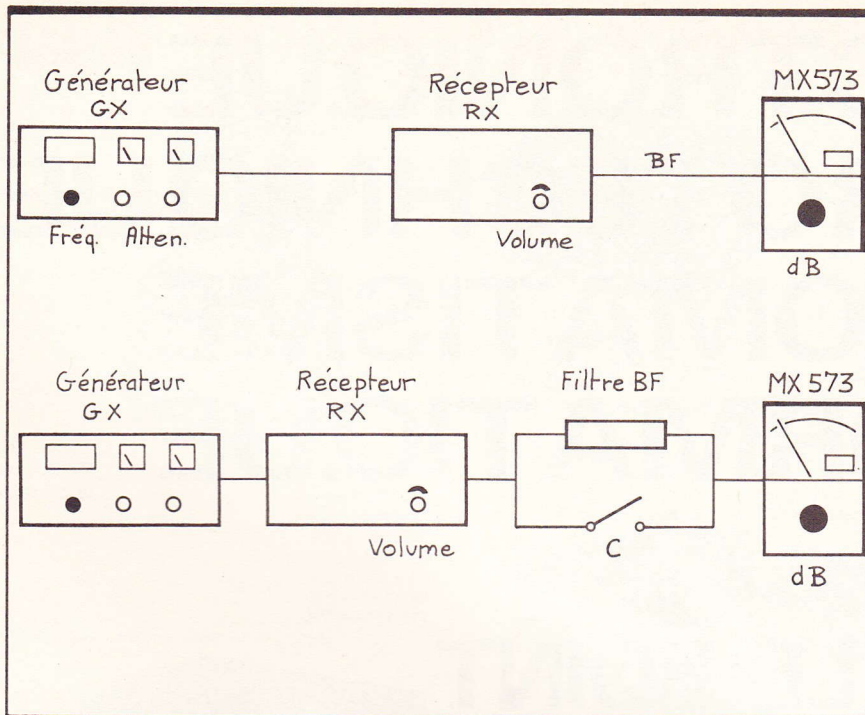 Générateur
GX
Récepteur
RX
MX573
BF
Fréq. Atten.
Volume
dB
Générateur
GX
Récepteur
RX
Filtre BF
MX 573
Volume
C
dB